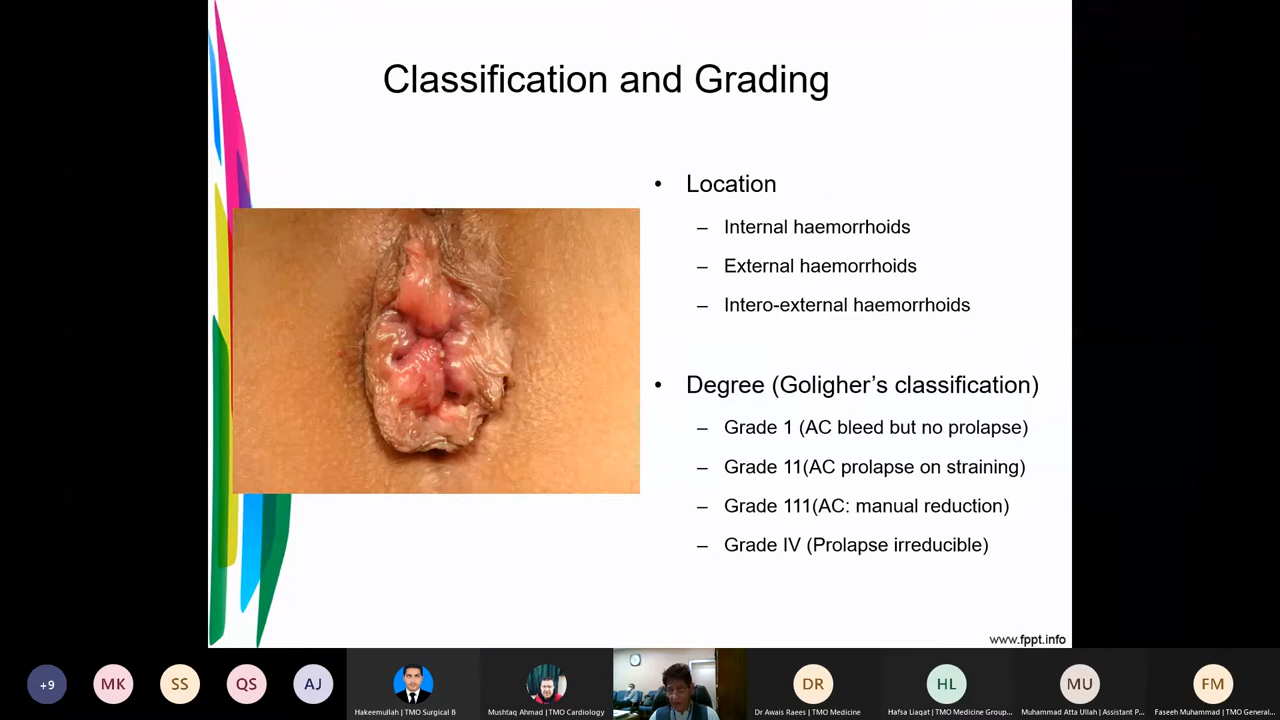 Classification and Grading
• Location
– Internal haemorrhoids
– External haemorrhoids
– Intero-external haemorrhoids
• Degree (Goligher’s classification)
– Grade 1 (AC bleed but no prolapse)
– Grade 11(AC prolapse on straining)
– Grade 111(AC: manual reduction)
– Grade IV (Prolapse irreducible)
www.fppt.info
+9
MK
SS
QS
AJ
DR
HL
MU
FM
Hakeemullah | TMO Surgical B
Mushtaq Ahmad | TMO Cardiology
Dr Awais Raees | TMO Medicine
Hafsa Liaqat | TMO Medicine Group...
Muhammad Atta Ullah | Assistant P...
Faseeh Muhammad | TMO General...